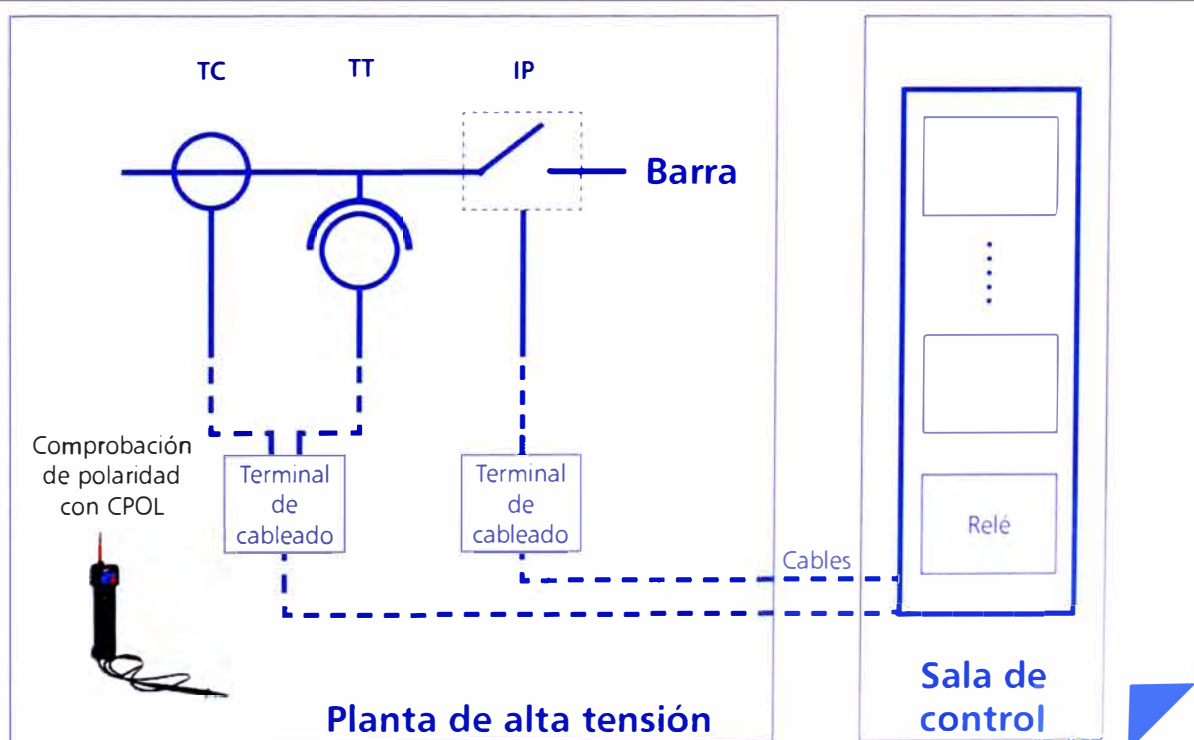 TC
TT
IP
Barra
Comprobación
de polaridad
con CPOL
Terminal
de
cableado
Terminal
de
cableado
Cables
Relé
Planta de alta tensión
Sala de
control